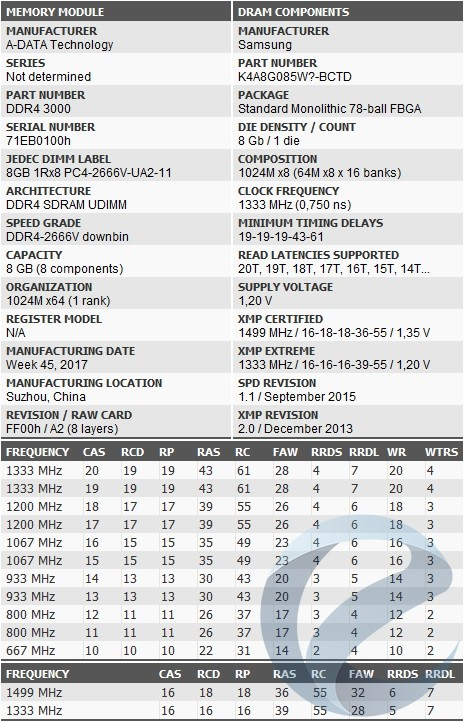 MEMORY MODULE
MANUFACTURER
A-DATA Technology
SERIES
Not determined
PART NUMBER
DDR4 3000
SERIAL NUMBER
71EB0100h
JEDEC DIMM LABEL
8GB 1Rx8 PC4-2666V-UA2-11
ARCHITECTURE
DDR4 SDRAM UDIMM
SPEED GRADE
DDR4-2666V downbin
CAPACITY
8 GB (8 components)
ORGANIZATION
1024M x64 (1 rank)
REGISTER MODEL
N/A
MANUFACTURING DATE
Week 45, 2017
MANUFACTURING LOCATION
Suzhou, China
REVISION / RAW CARD
FF00h / A2 (8 layers)
DRAM COMPONENTS
MANUFACTURER
Samsung
PART NUMBER
K4A8G085W?-BCTD
PACKAGE
Standard Monolithic 78-ball FBGA
DIE DENSITY / COUNT
8 Gb / 1 die
COMPOSITION
1024M x8 (64M x8 x 16 banks)
CLOCK FREQUENCY
1333 MHz (0,750 ns)
MINIMUM TIMING DELAYS
19-19-19-43-61
READ LATENCIES SUPPORTED
20T, 19T, 18T, 17T, 16T, 15T, 14T...
SUPPLY VOLTAGE
1,20 V
XMP CERTIFIED
1499 MHz / 16-18-18-36-55 / 1,35 V
XMP EXTREME
1333 MHz / 16-16-16-39-55 / 1,20 V
SPD REVISION
1.1 / September 2015
XMP REVISION
2.0 / December 2013
FREQUENCY CAS RCD RP RAS RC FAW RRDS RRDL WR WTRS
1333 MHz 20 19 19 43 61 28 4 7 20 4
1333 MHz 19 19 19 43 61 28 4 7 20 4
1200 MHz 18 17 17 39 55 26 4 6 18 3
1200 MHz 17 17 17 39 55 26 4 6 18 3
1067 MHz 16 15 15 35 49 23 4 6 16 3
1067 MHz 15 15 15 35 49 23 4 6 16 3
933 MHz 14 13 13 30 43 20 3 5 14 3
933 MHz 13 13 13 30 43 20 3 5 14 3
800 MHz 12 11 11 26 37 17 3 4 12 2
800 MHz 11 11 11 26 37 17 3 4 12 2
667 MHz 10 10 10 22 31 14 2 4 10 2
FREQUENCY CAS RCD RP RAS RC FAW RRDS RRDL
1499 MHz 16 18 18 36 55 32 6 7
1333 MHz 16 16 16 39 55 28 5 7